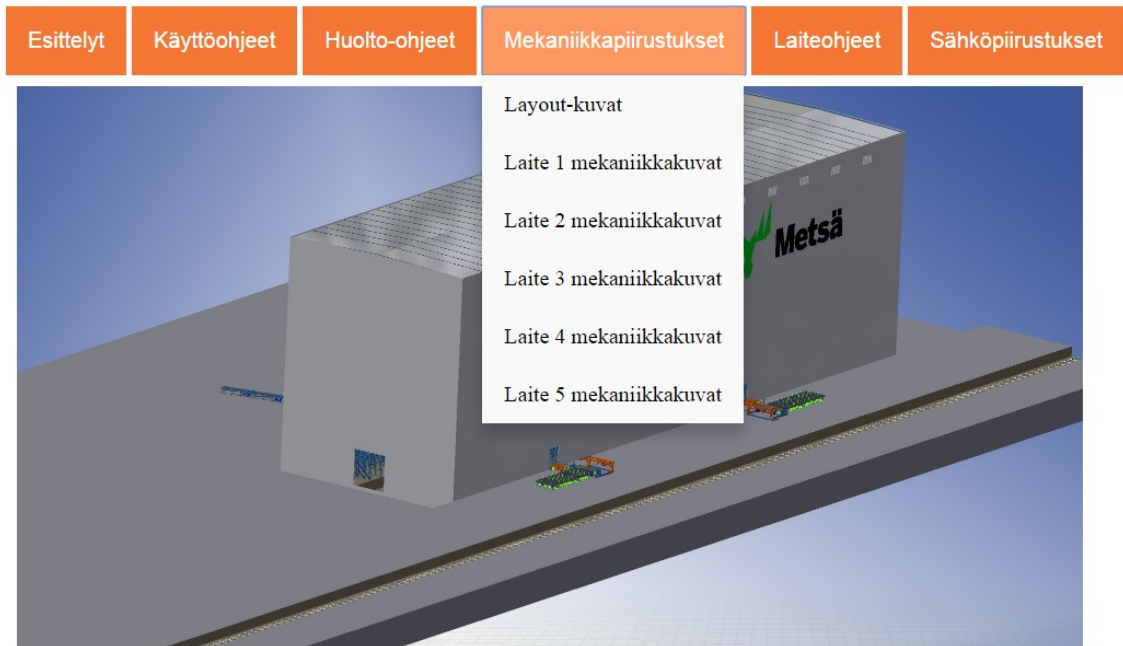 Esittelyt Käyttöohjeet Huolto-ohjeet Mekaniikkapiirustukset Laiteohjeet Sähköpiirustukset
Layout-kuvat
Laite 1 mekaniikkakuvat
Laite 2 mekaniikkakuvat
Metsä
Laite 3 mekaniikkakuvat
Laite 4 mekaniikkakuvat
Laite 5 mekaniikkakuvat